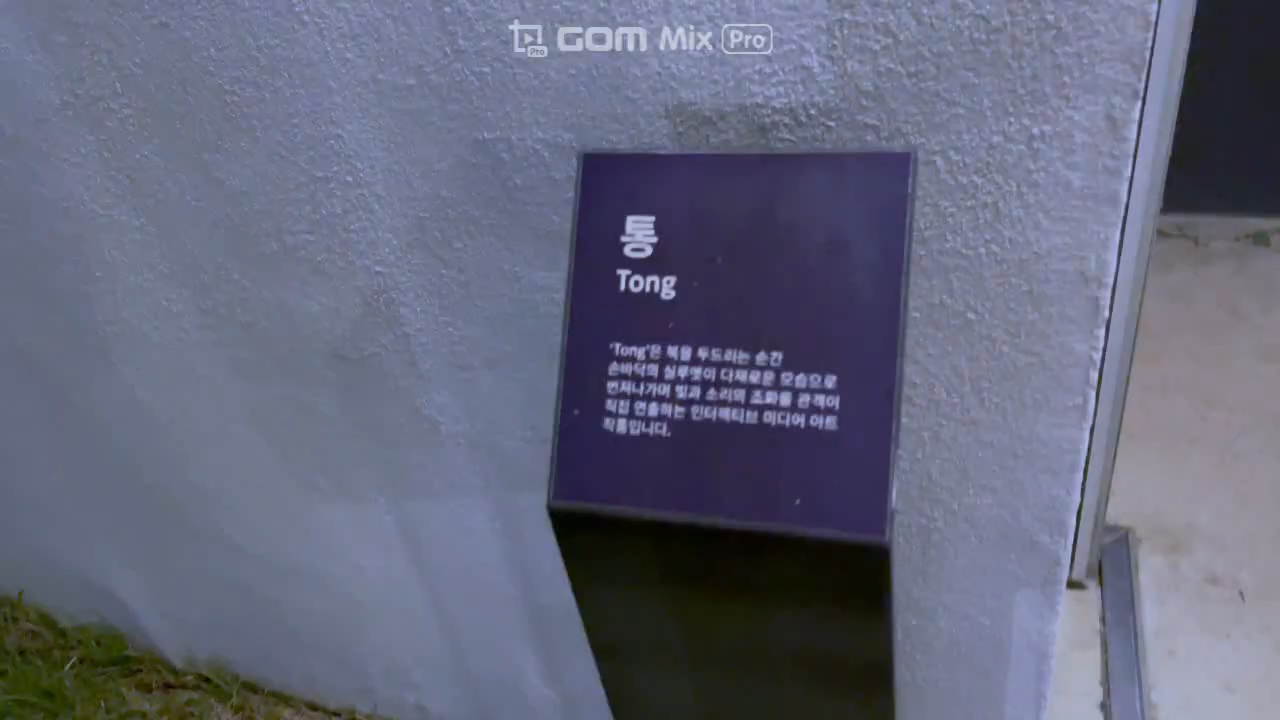 Pro GOM Mix Pro
통
Tong
'Tong'은 북을 두드리는 순간
손바닥의 실루엣이 다채로운 모습으로
번져나가며 빛과 소리의 조화를 관객이
직접 연출하는 인터랙티브 미디어 아트
작품입니다.